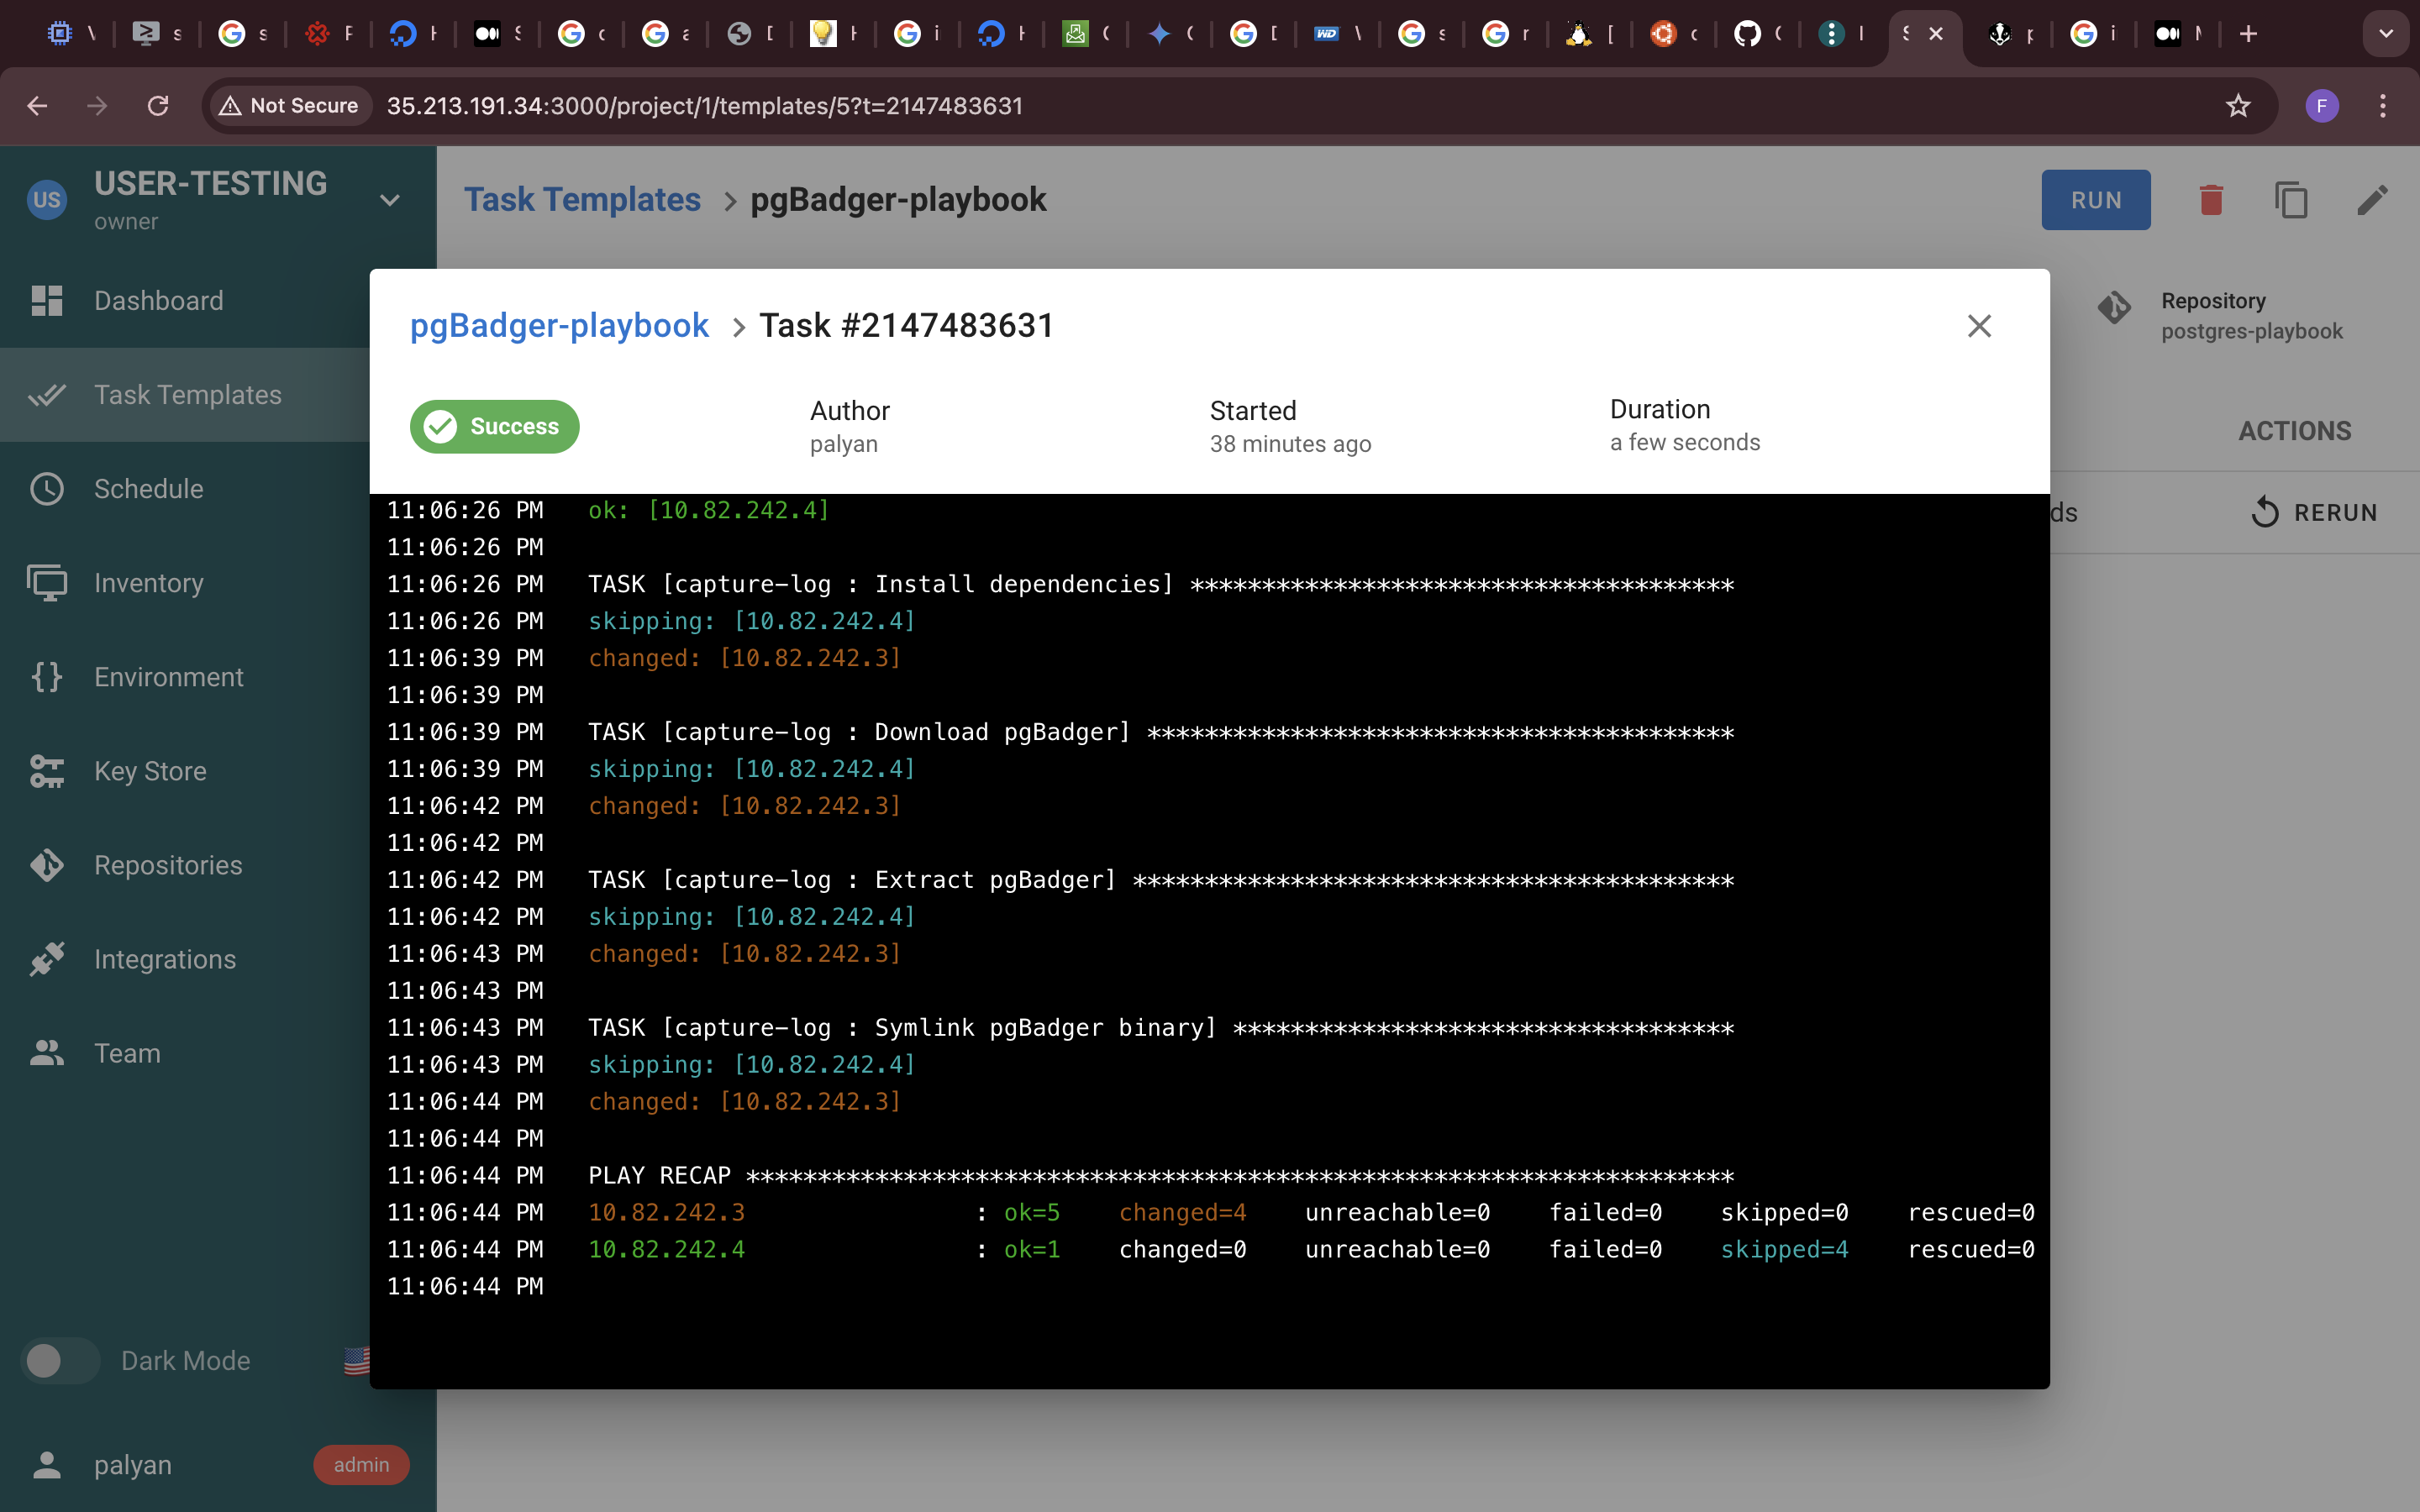 Not Secure
35.213.191.34:3000/project/1/templates/5?t=2147483631
US
USER-TESTING
owner
Dashboard
Task Templates
Schedule
Inventory
Environment
Key Store
Repositories
Integrations
Team
Dark Mode
palyan
admin
Task Templates > pgBadger-playbook
RUN
Repository
postgres-playbook
ACTIONS
ds
RERUN
F
pgBadger-playbook > Task #2147483631
Success
Author
palyan
Started
38 minutes ago
Duration
a few seconds
11:06:26 PM ok: [10.82.242.4]
11:06:26 PM
11:06:26 PM TASK [capture-log : Install dependencies] **************************************
11:06:26 PM skipping: [10.82.242.4]
11:06:39 PM changed: [10.82.242.3]
11:06:39 PM
11:06:39 PM TASK [capture-log : Download pgBadger] *****************************************
11:06:39 PM skipping: [10.82.242.4]
11:06:42 PM changed: [10.82.242.3]
11:06:42 PM
11:06:42 PM TASK [capture-log : Extract pgBadger] ******************************************
11:06:42 PM skipping: [10.82.242.4]
11:06:43 PM changed: [10.82.242.3]
11:06:43 PM
11:06:43 PM TASK [capture-log : Symlink pgBadger binary] ***********************************
11:06:43 PM skipping: [10.82.242.4]
11:06:44 PM changed: [10.82.242.3]
11:06:44 PM
11:06:44 PM PLAY RECAP *********************************************************************
11:06:44 PM 10.82.242.3 : ok=5 changed=4 unreachable=0 failed=0 skipped=0 rescued=0
11:06:44 PM 10.82.242.4 : ok=1 changed=0 unreachable=0 failed=0 skipped=4 rescued=0
11:06:44 PM